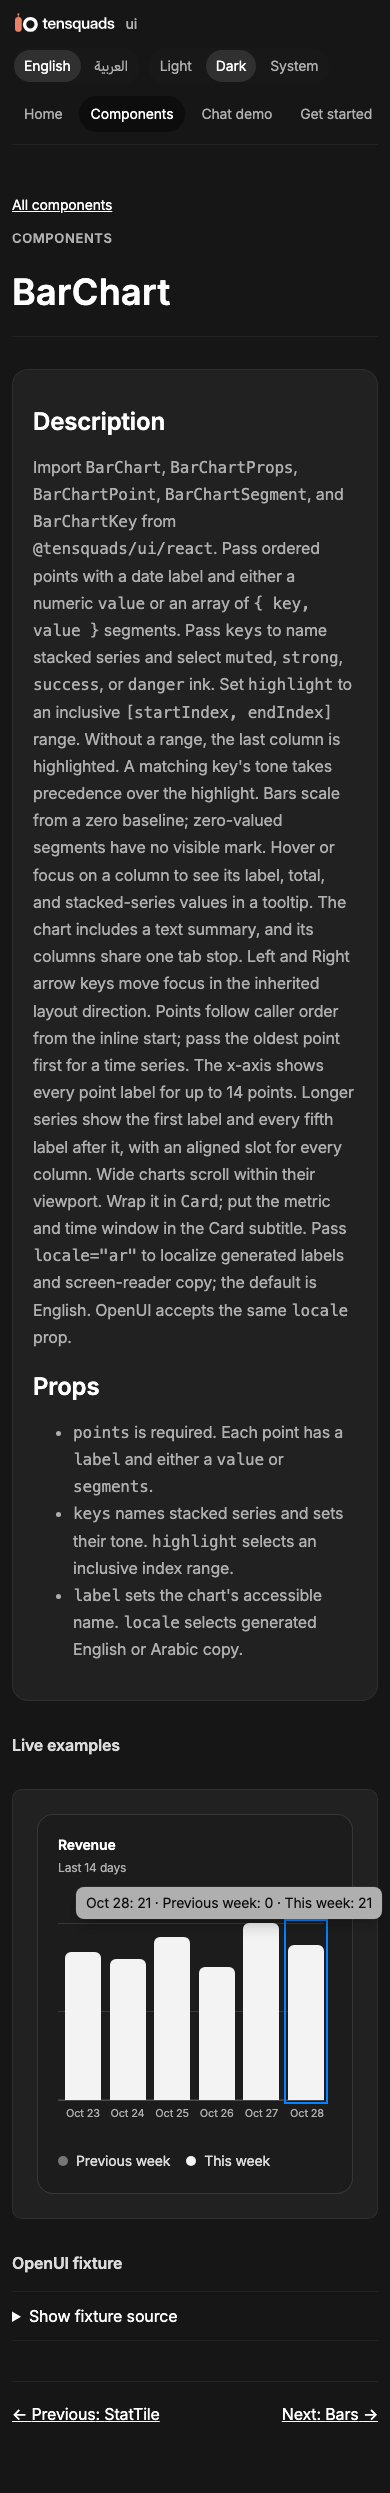 tensquads ui
English العربية Light Dark System
Home Components Chat demo Get started
All components
COMPONENTS
BarChart
Description
Import BarChart, BarChartProps,
BarChartPoint, BarChartSegment, and
BarChartKey from
@tensquads/ui/react. Pass ordered
points with a date label and either a
numeric value or an array of { key,
value } segments. Pass keys to name
stacked series and select muted, strong,
success, or danger ink. Set highlight to
an inclusive [startIndex, endIndex]
range. Without a range, the last column is
highlighted. A matching key's tone takes
precedence over the highlight. Bars scale
from a zero baseline; zero-valued
segments have no visible mark. Hover or
focus on a column to see its label, total,
and stacked-series values in a tooltip. The
chart includes a text summary, and its
columns share one tab stop. Left and Right
arrow keys move focus in the inherited
layout direction. Points follow caller order
from the inline start; pass the oldest point
first for a time series. The x-axis shows
every point label for up to 14 points. Longer
series show the first label and every fifth
label after it, with an aligned slot for every
column. Wide charts scroll within their
viewport. Wrap it in Card; put the metric
and time window in the Card subtitle. Pass
locale="ar" to localize generated labels
and screen-reader copy; the default is
English. OpenUI accepts the same locale
prop.
Props
• points is required. Each point has a
label and either a value or
segments.
• keys names stacked series and sets
their tone. highlight selects an
inclusive index range.
• label sets the chart's accessible
name. locale selects generated
English or Arabic copy.
Live examples
Revenue
Last 14 days
Oct 28: 21 · Previous week: 0 · This week: 21
Oct 23 Oct 24 Oct 25 Oct 26 Oct 27 Oct 28
Previous week This week
OpenUI fixture
Show fixture source
← Previous: StatTile Next: Bars →